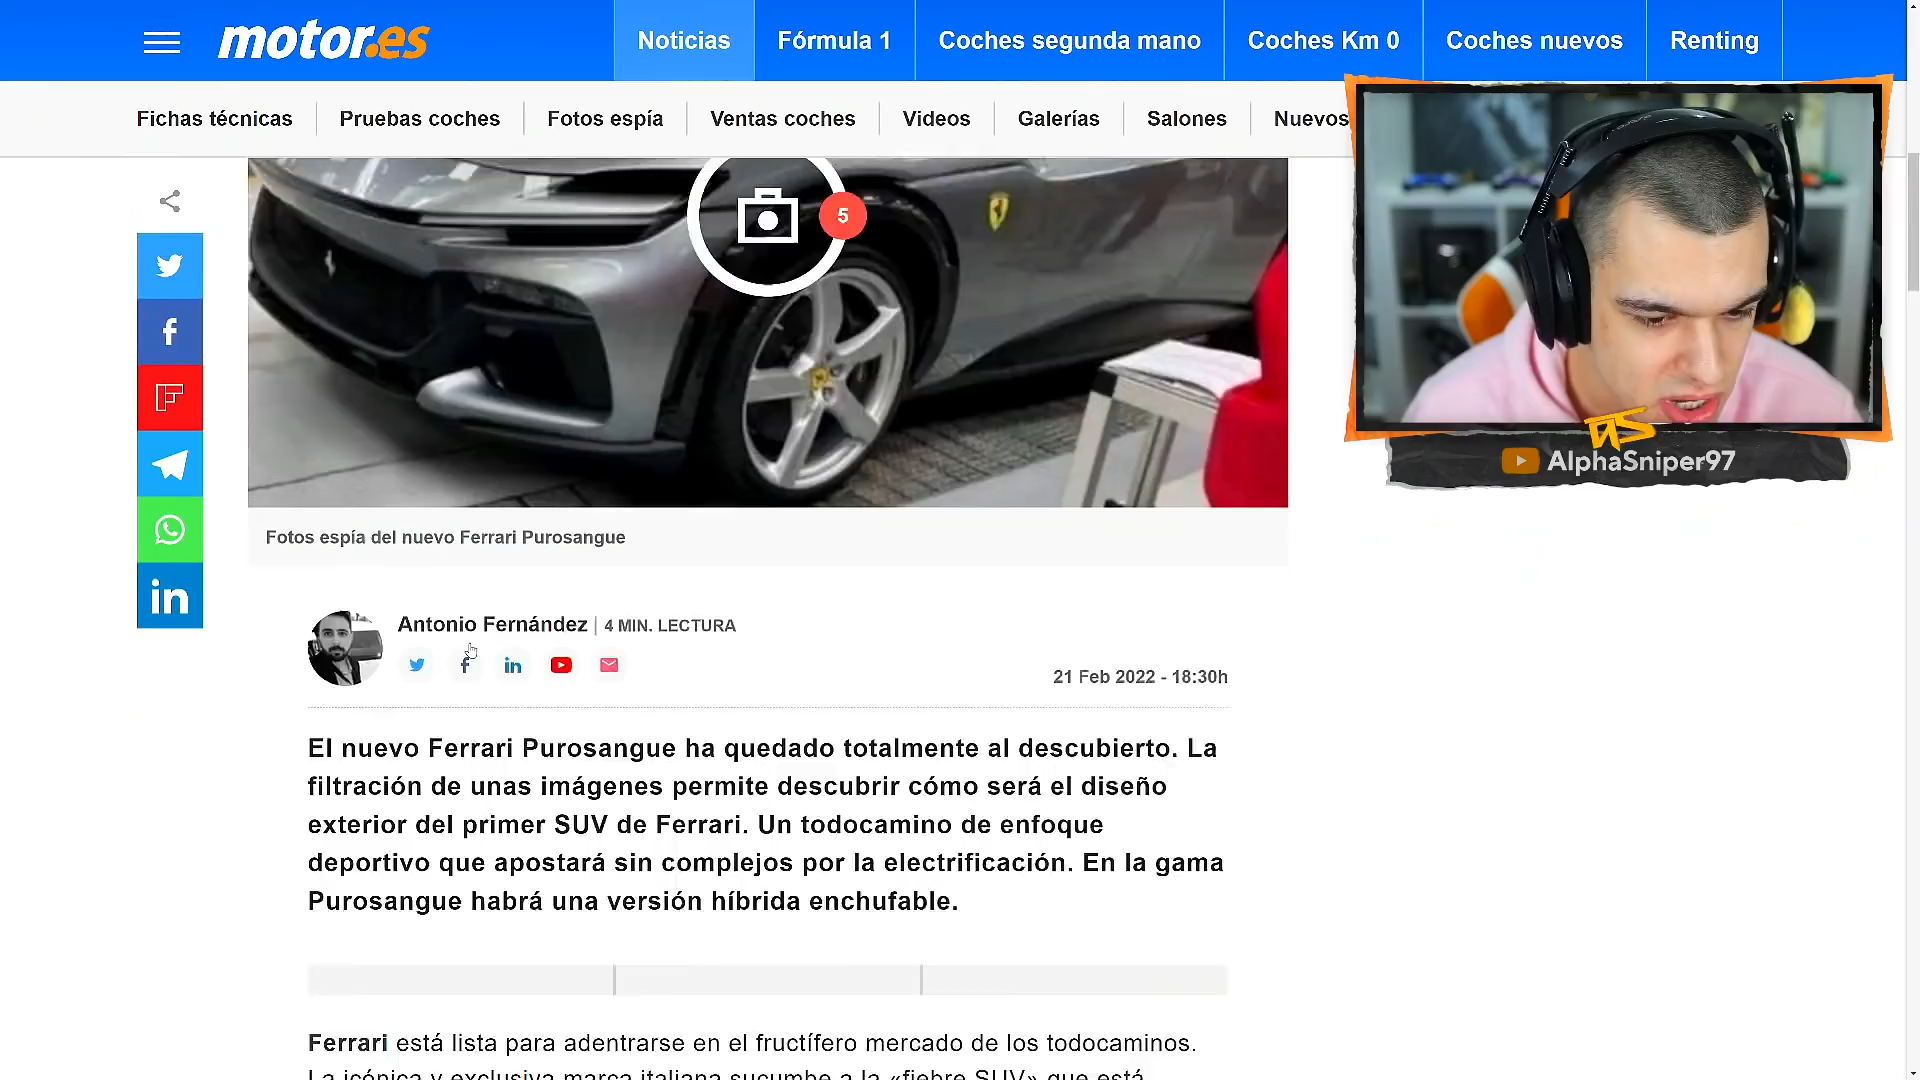 motor.es
Noticias
Fórmula 1
Coches segunda mano
Coches Km 0
Coches nuevos
Renting
Fichas técnicas
Pruebas coches
Fotos espía
Ventas coches
Videos
Galerías
Salones
Nuevos
5
AlphaSniper97
Fotos espía del nuevo Ferrari Purosangue
Antonio Fernández | 4 MIN. LECTURA
21 Feb 2022 - 18:30h
El nuevo Ferrari Purosangue ha quedado totalmente al descubierto. La
filtración de unas imágenes permite descubrir cómo será el diseño
exterior del primer SUV de Ferrari. Un todocamino de enfoque
deportivo que apostará sin complejos por la electrificación. En la gama
Purosangue habrá una versión híbrida enchufable.
Ferrari está lista para adentrarse en el fructífero mercado de los todocaminos.
La icónica y exclusiva marca italiana sucumbe a la «fiebre SUV» que está